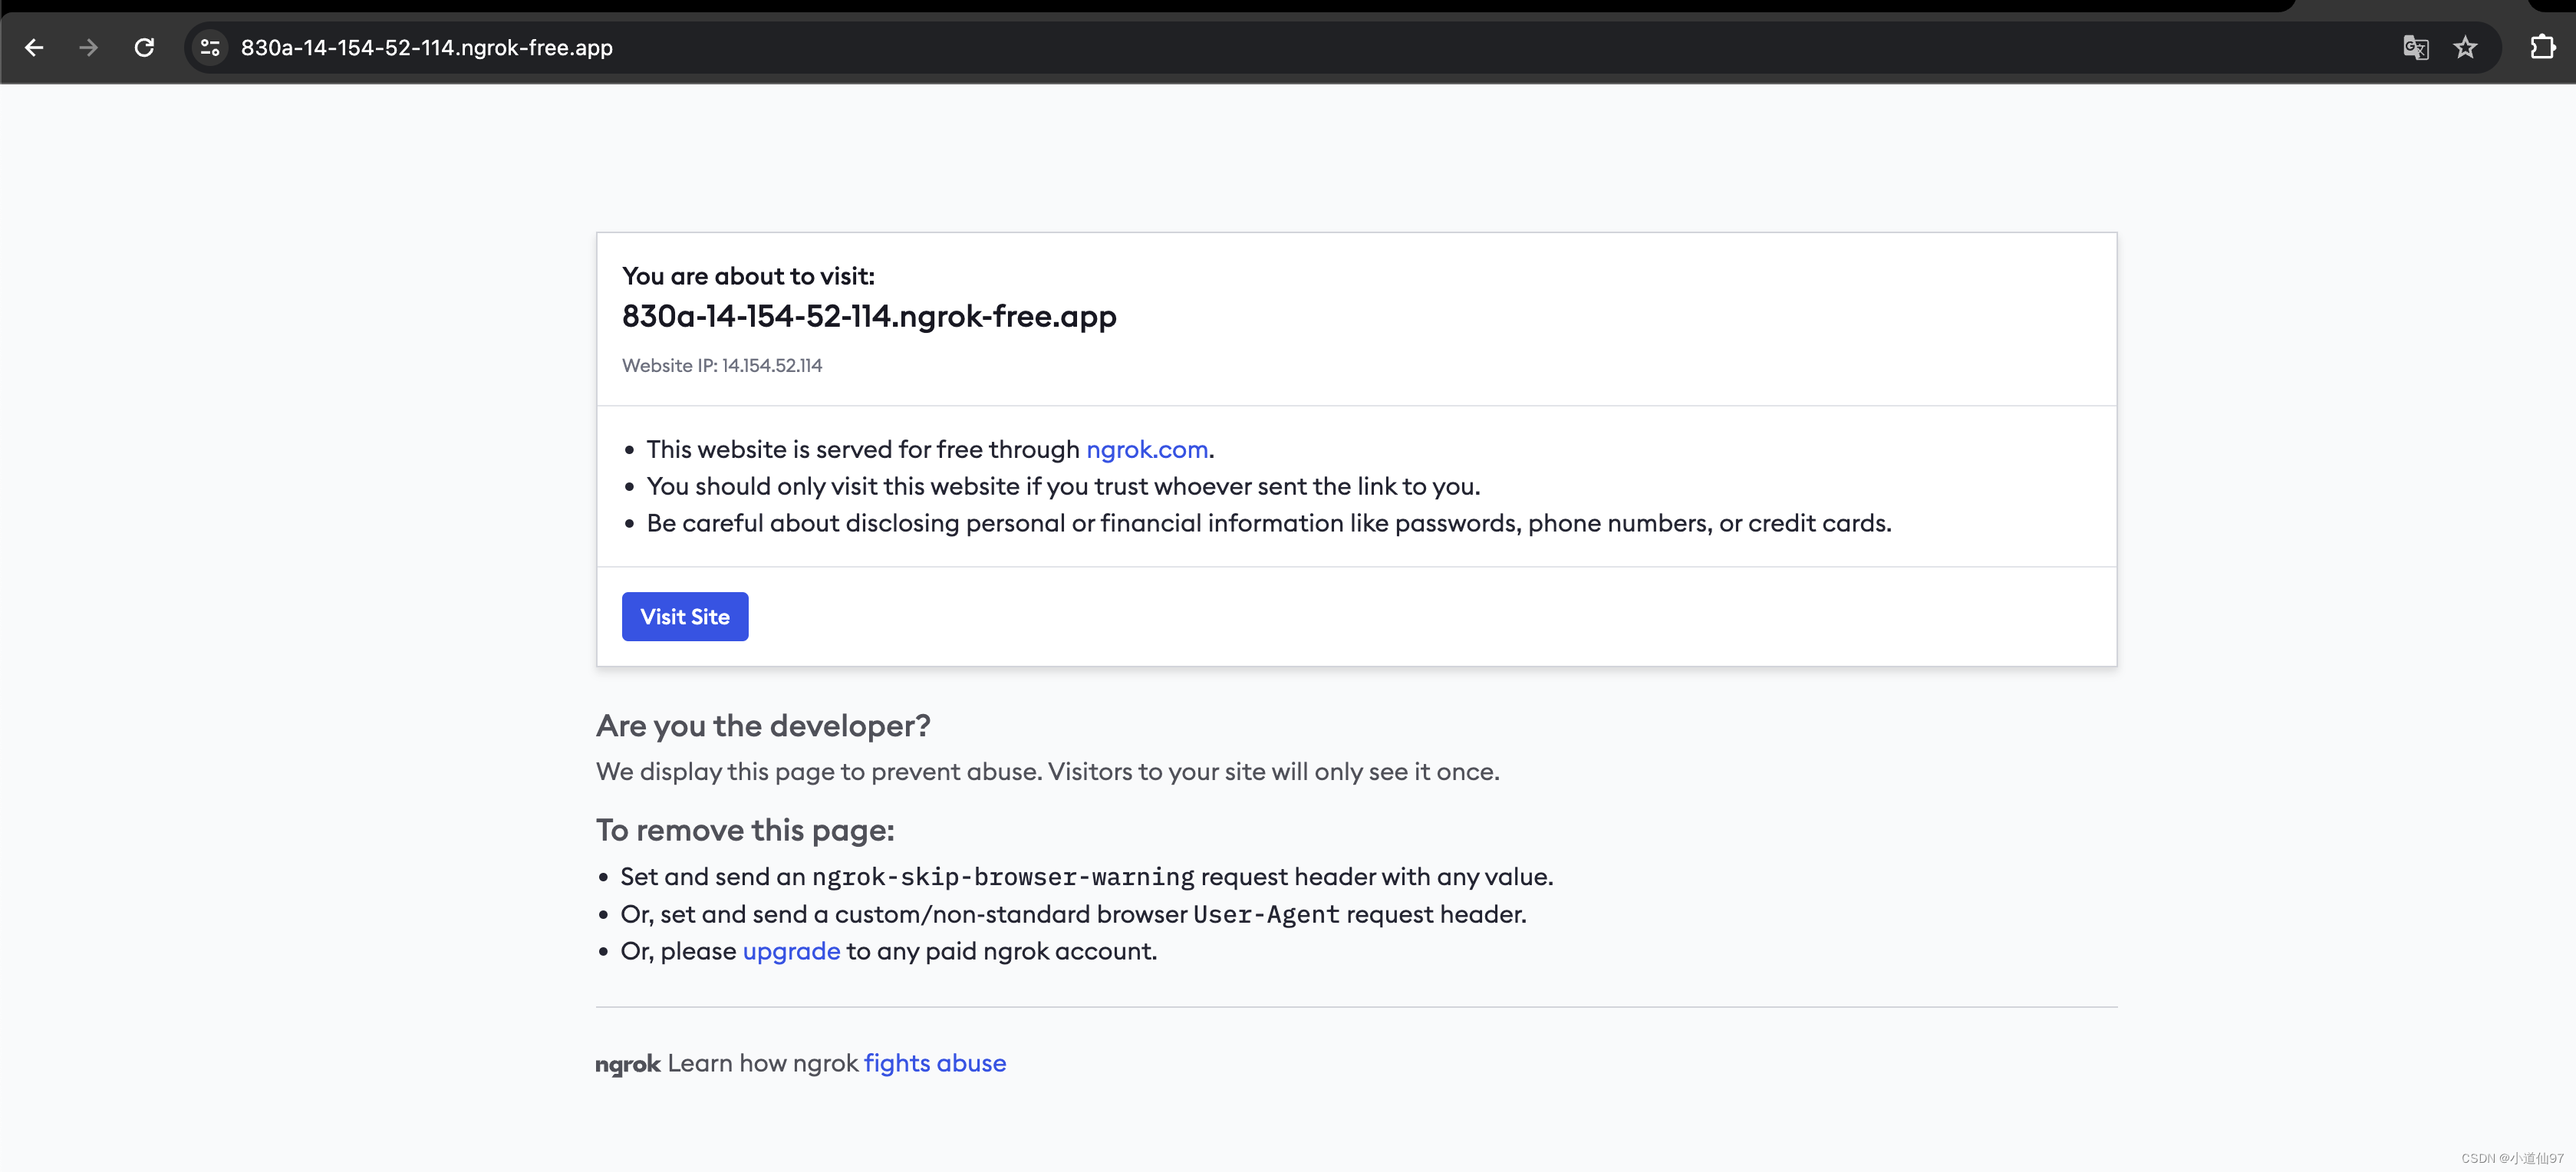 830a-14-154-52-114.ngrok-free.app
You are about to visit:
830a-14-154-52-114.ngrok-free.app
Website IP: 14.154.52.114
• This website is served for free through ngrok.com.
• You should only visit this website if you trust whoever sent the link to you.
• Be careful about disclosing personal or financial information like passwords, phone numbers, or credit cards.
Visit Site
Are you the developer?
We display this page to prevent abuse. Visitors to your site will only see it once.
To remove this page:
• Set and send an ngrok-skip-browser-warning request header with any value.
• Or, set and send a custom/non-standard browser User-Agent request header.
• Or, please upgrade to any paid ngrok account.
ngrok Learn how ngrok fights abuse
CSDN @小道仙97